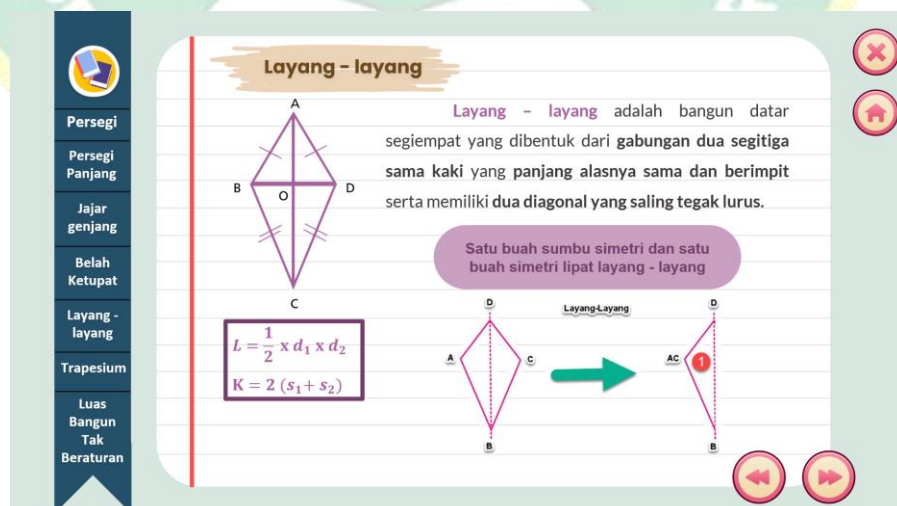 Persegi
Persegi
Panjang
Jajar
genjang
Belah
Ketupat
Layang -
layang
Trapesium
Luas
Bangun
Tak
Beraturan
Layang - layang
A
B
O
D
C
Layang – layang adalah bangun datar
segiempat yang dibentuk dari gabungan dua segitiga
sama kaki yang panjang alasnya sama dan berimpit
serta memiliki dua diagonal yang saling tegak lurus.
Satu buah sumbu simetri dan satu
buah simetri lipat layang - layang
L = 1/2 x d₁ x d₂
K = 2 (s₁+ s₂)
Layang-Layang
D
A
C
B
D
AC
1
B